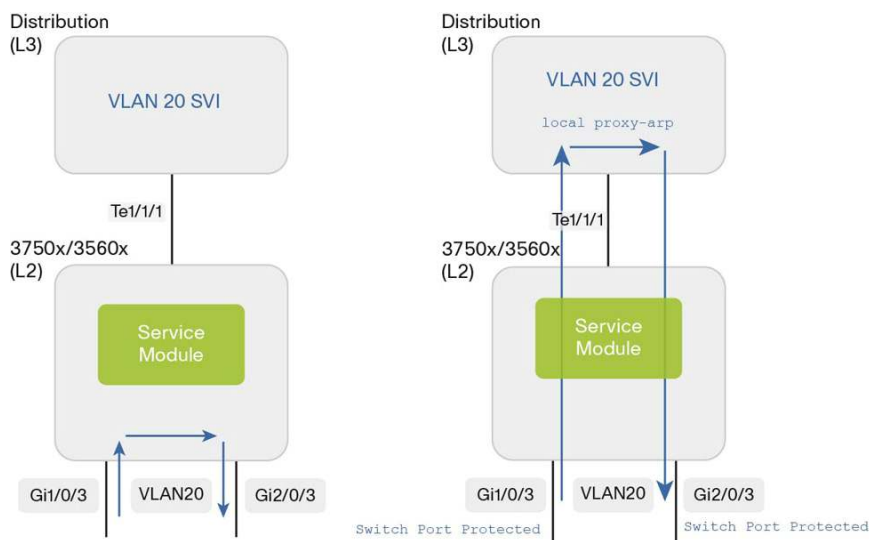 Distribution
(L3)
VLAN 20 SVI
Te1/1/1
3750x/3560x
(L2)
Service
Module
Gi1/0/3
VLAN20
Gi2/0/3
Distribution
(L3)
VLAN 20 SVI
local proxy-arp
Te1/1/1
3750x/3560x
(L2)
Service
Module
Gi1/0/3
VLAN20
Gi2/0/3
Switch Port Protected
Switch Port Protected